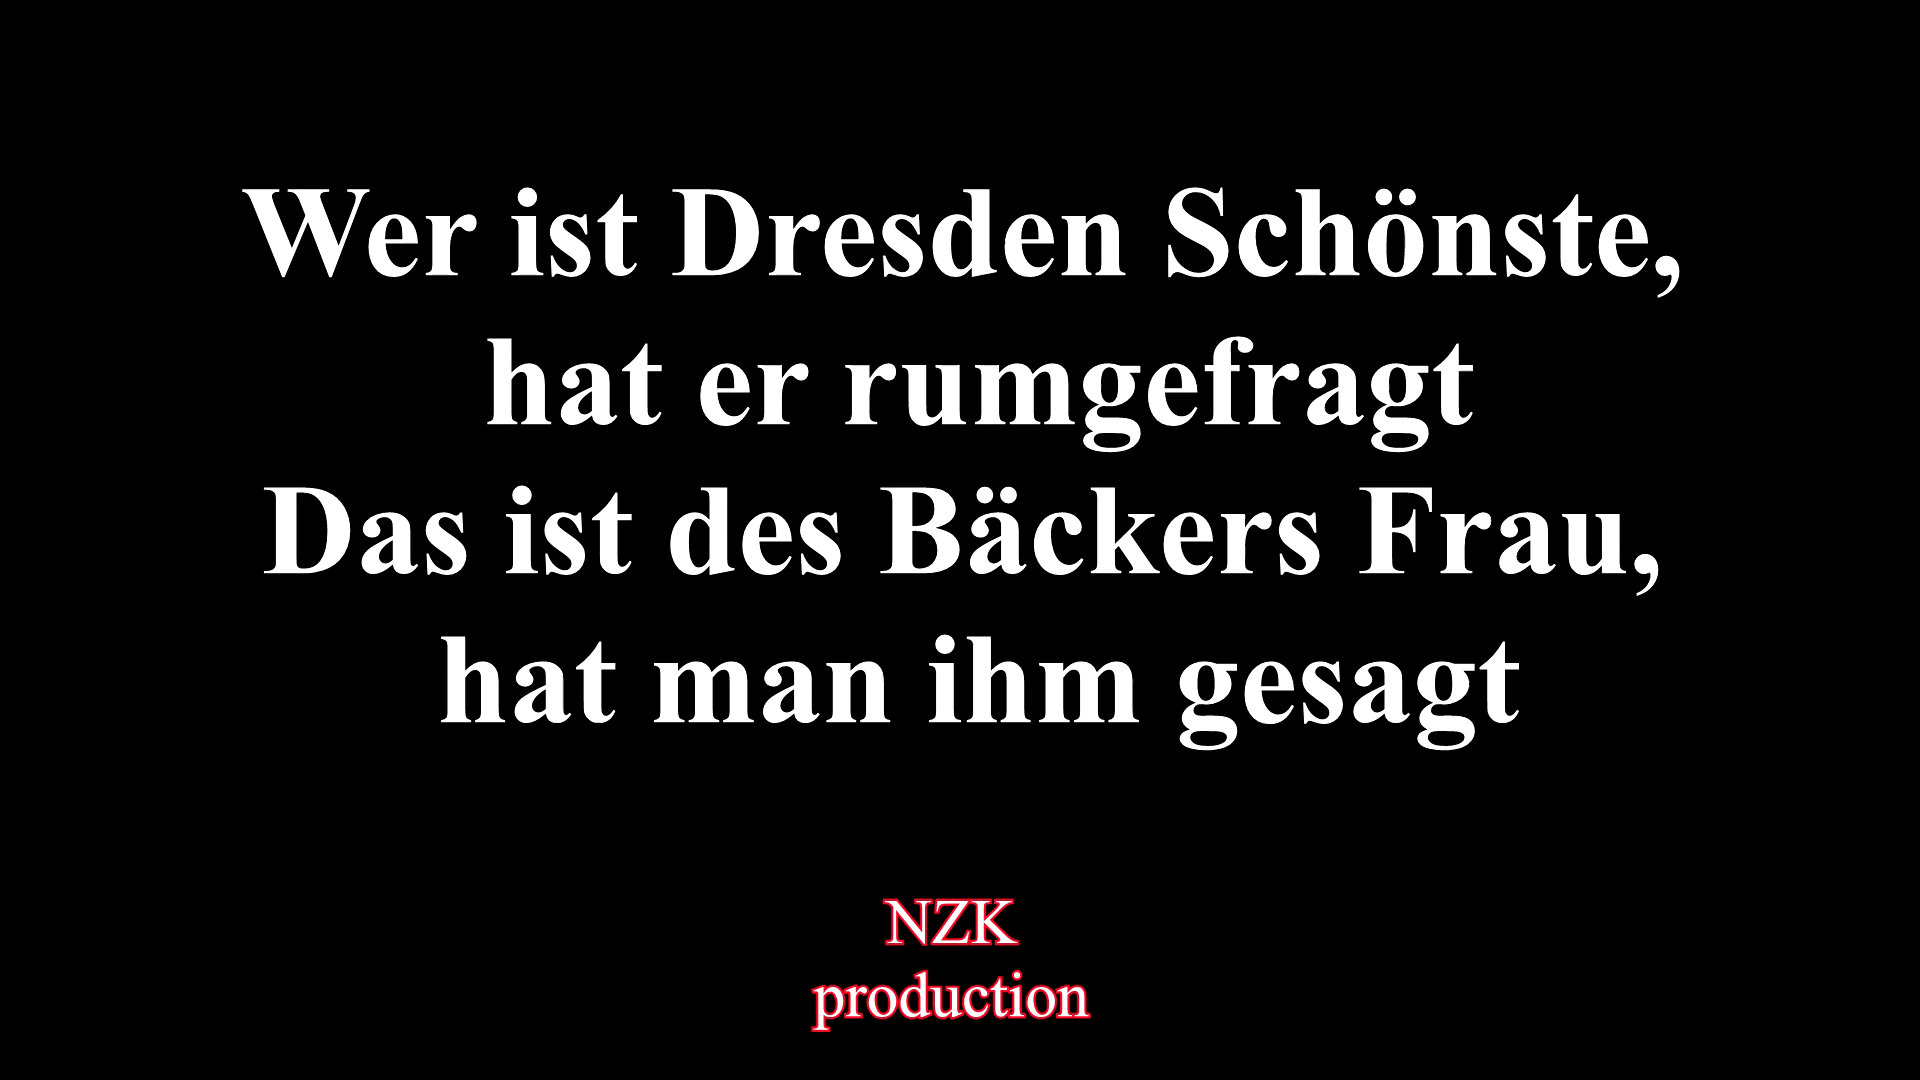 Wer ist Dresden Schönste,
hat er rumgefragt
Das ist des Bäckers Frau,
hat man ihm gesagt
NZK
production